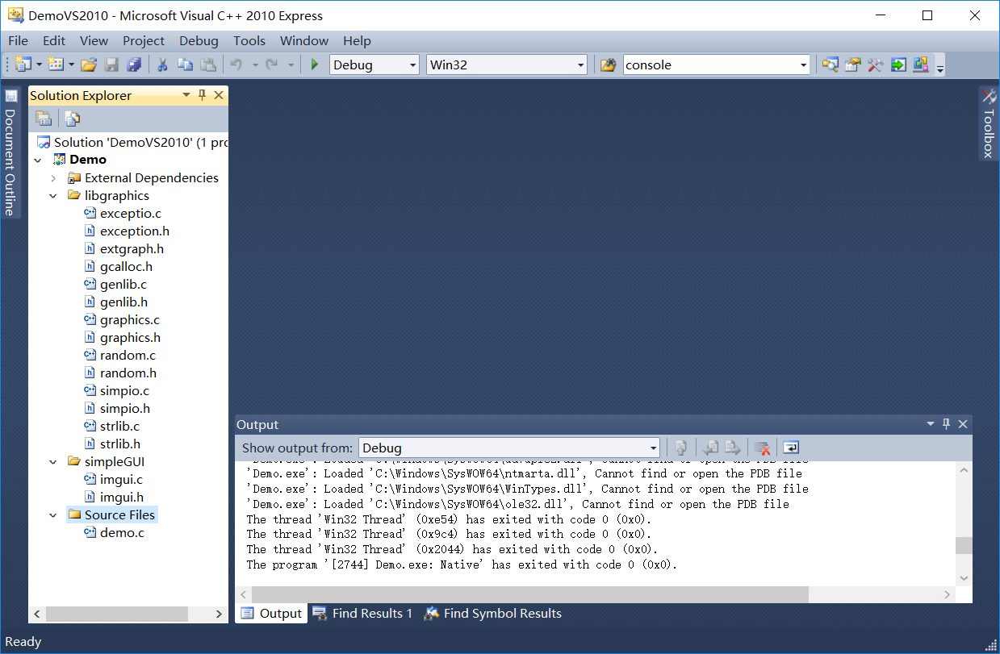 DemoVS2010 - Microsoft Visual C++ 2010 Express
File Edit View Project Debug Tools Window Help
Debug Win32 console
Document Outline
Solution Explorer
Solution 'DemoVS2010' (1 pro
Demo
External Dependencies
libgraphics
exceptio.c
exception.h
extgraph.h
gcalloc.h
genlib.c
genlib.h
graphics.c
graphics.h
random.c
random.h
simpio.c
simpio.h
strlib.c
strlib.h
simpleGUI
imgui.c
imgui.h
Source Files
demo.c
Toolbox
Output
Show output from: Debug
'Demo.exe': Loaded 'C:\Windows\SysWOW64\ntmarta.dll', Cannot find or open the PDB file
'Demo.exe': Loaded 'C:\Windows\SysWOW64\WinTypes.dll', Cannot find or open the PDB file
'Demo.exe': Loaded 'C:\Windows\SysWOW64\ole32.dll', Cannot find or open the PDB file
The thread 'Win32 Thread' (0xe54) has exited with code 0 (0x0).
The thread 'Win32 Thread' (0x9c4) has exited with code 0 (0x0).
The thread 'Win32 Thread' (0x2044) has exited with code 0 (0x0).
The program '[2744] Demo.exe: Native' has exited with code 0 (0x0).
Output Find Results 1 Find Symbol Results
Ready